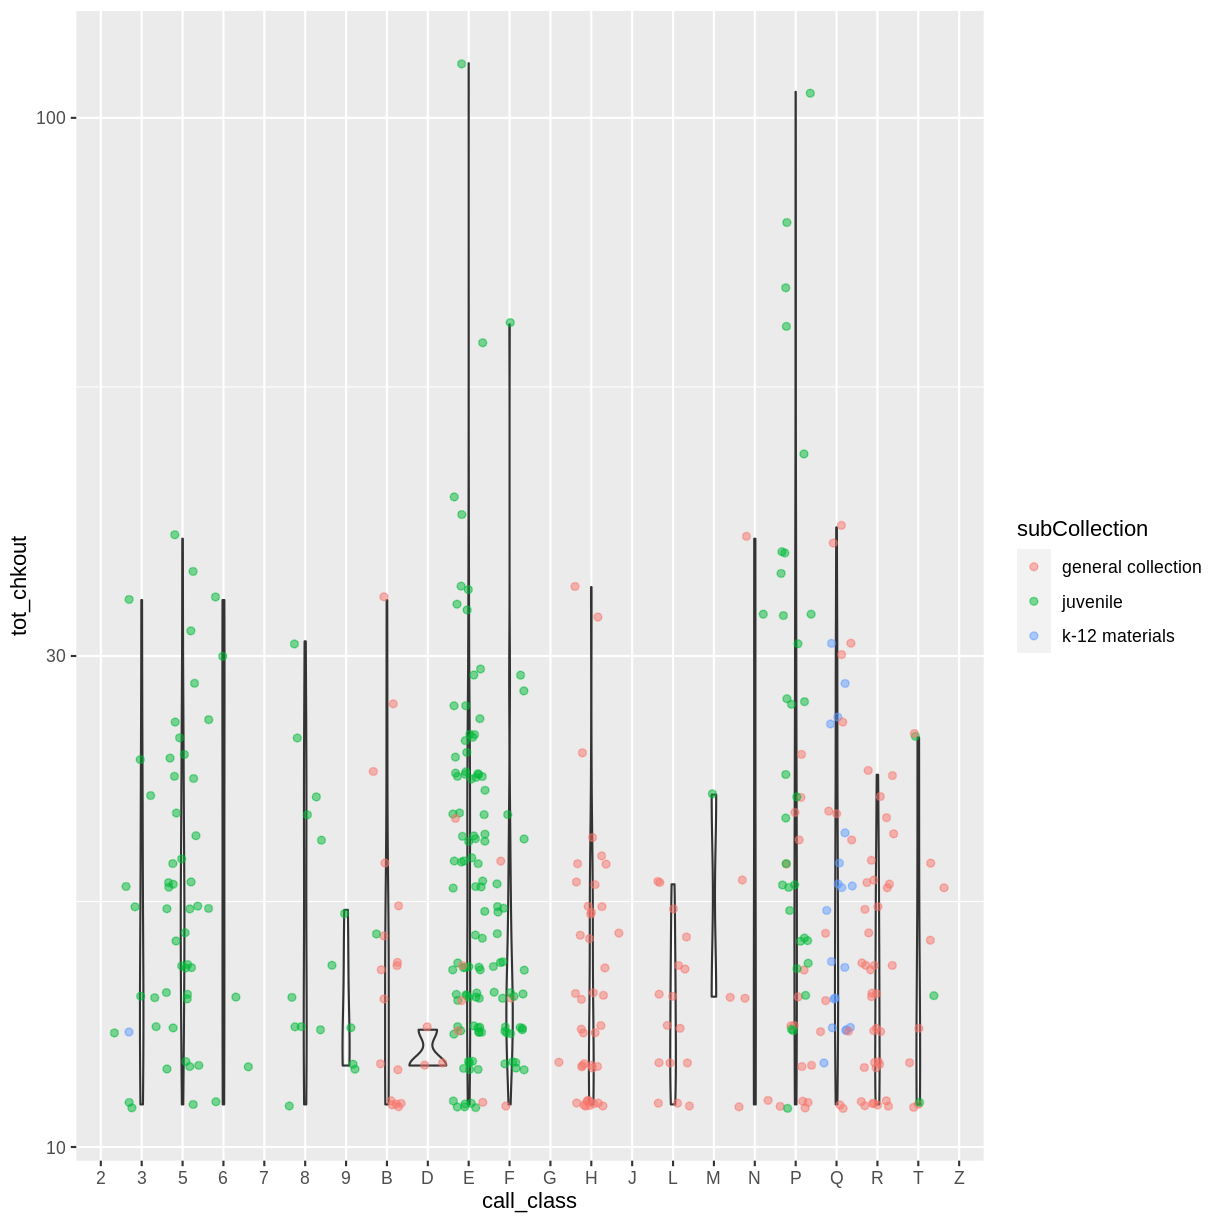 100
30
10
tot_chkout
2 3 5 6 7 8 9 B D E F G H J L M N P Q R T Z
call_class
subCollection
general collection
juvenile
k-12 materials